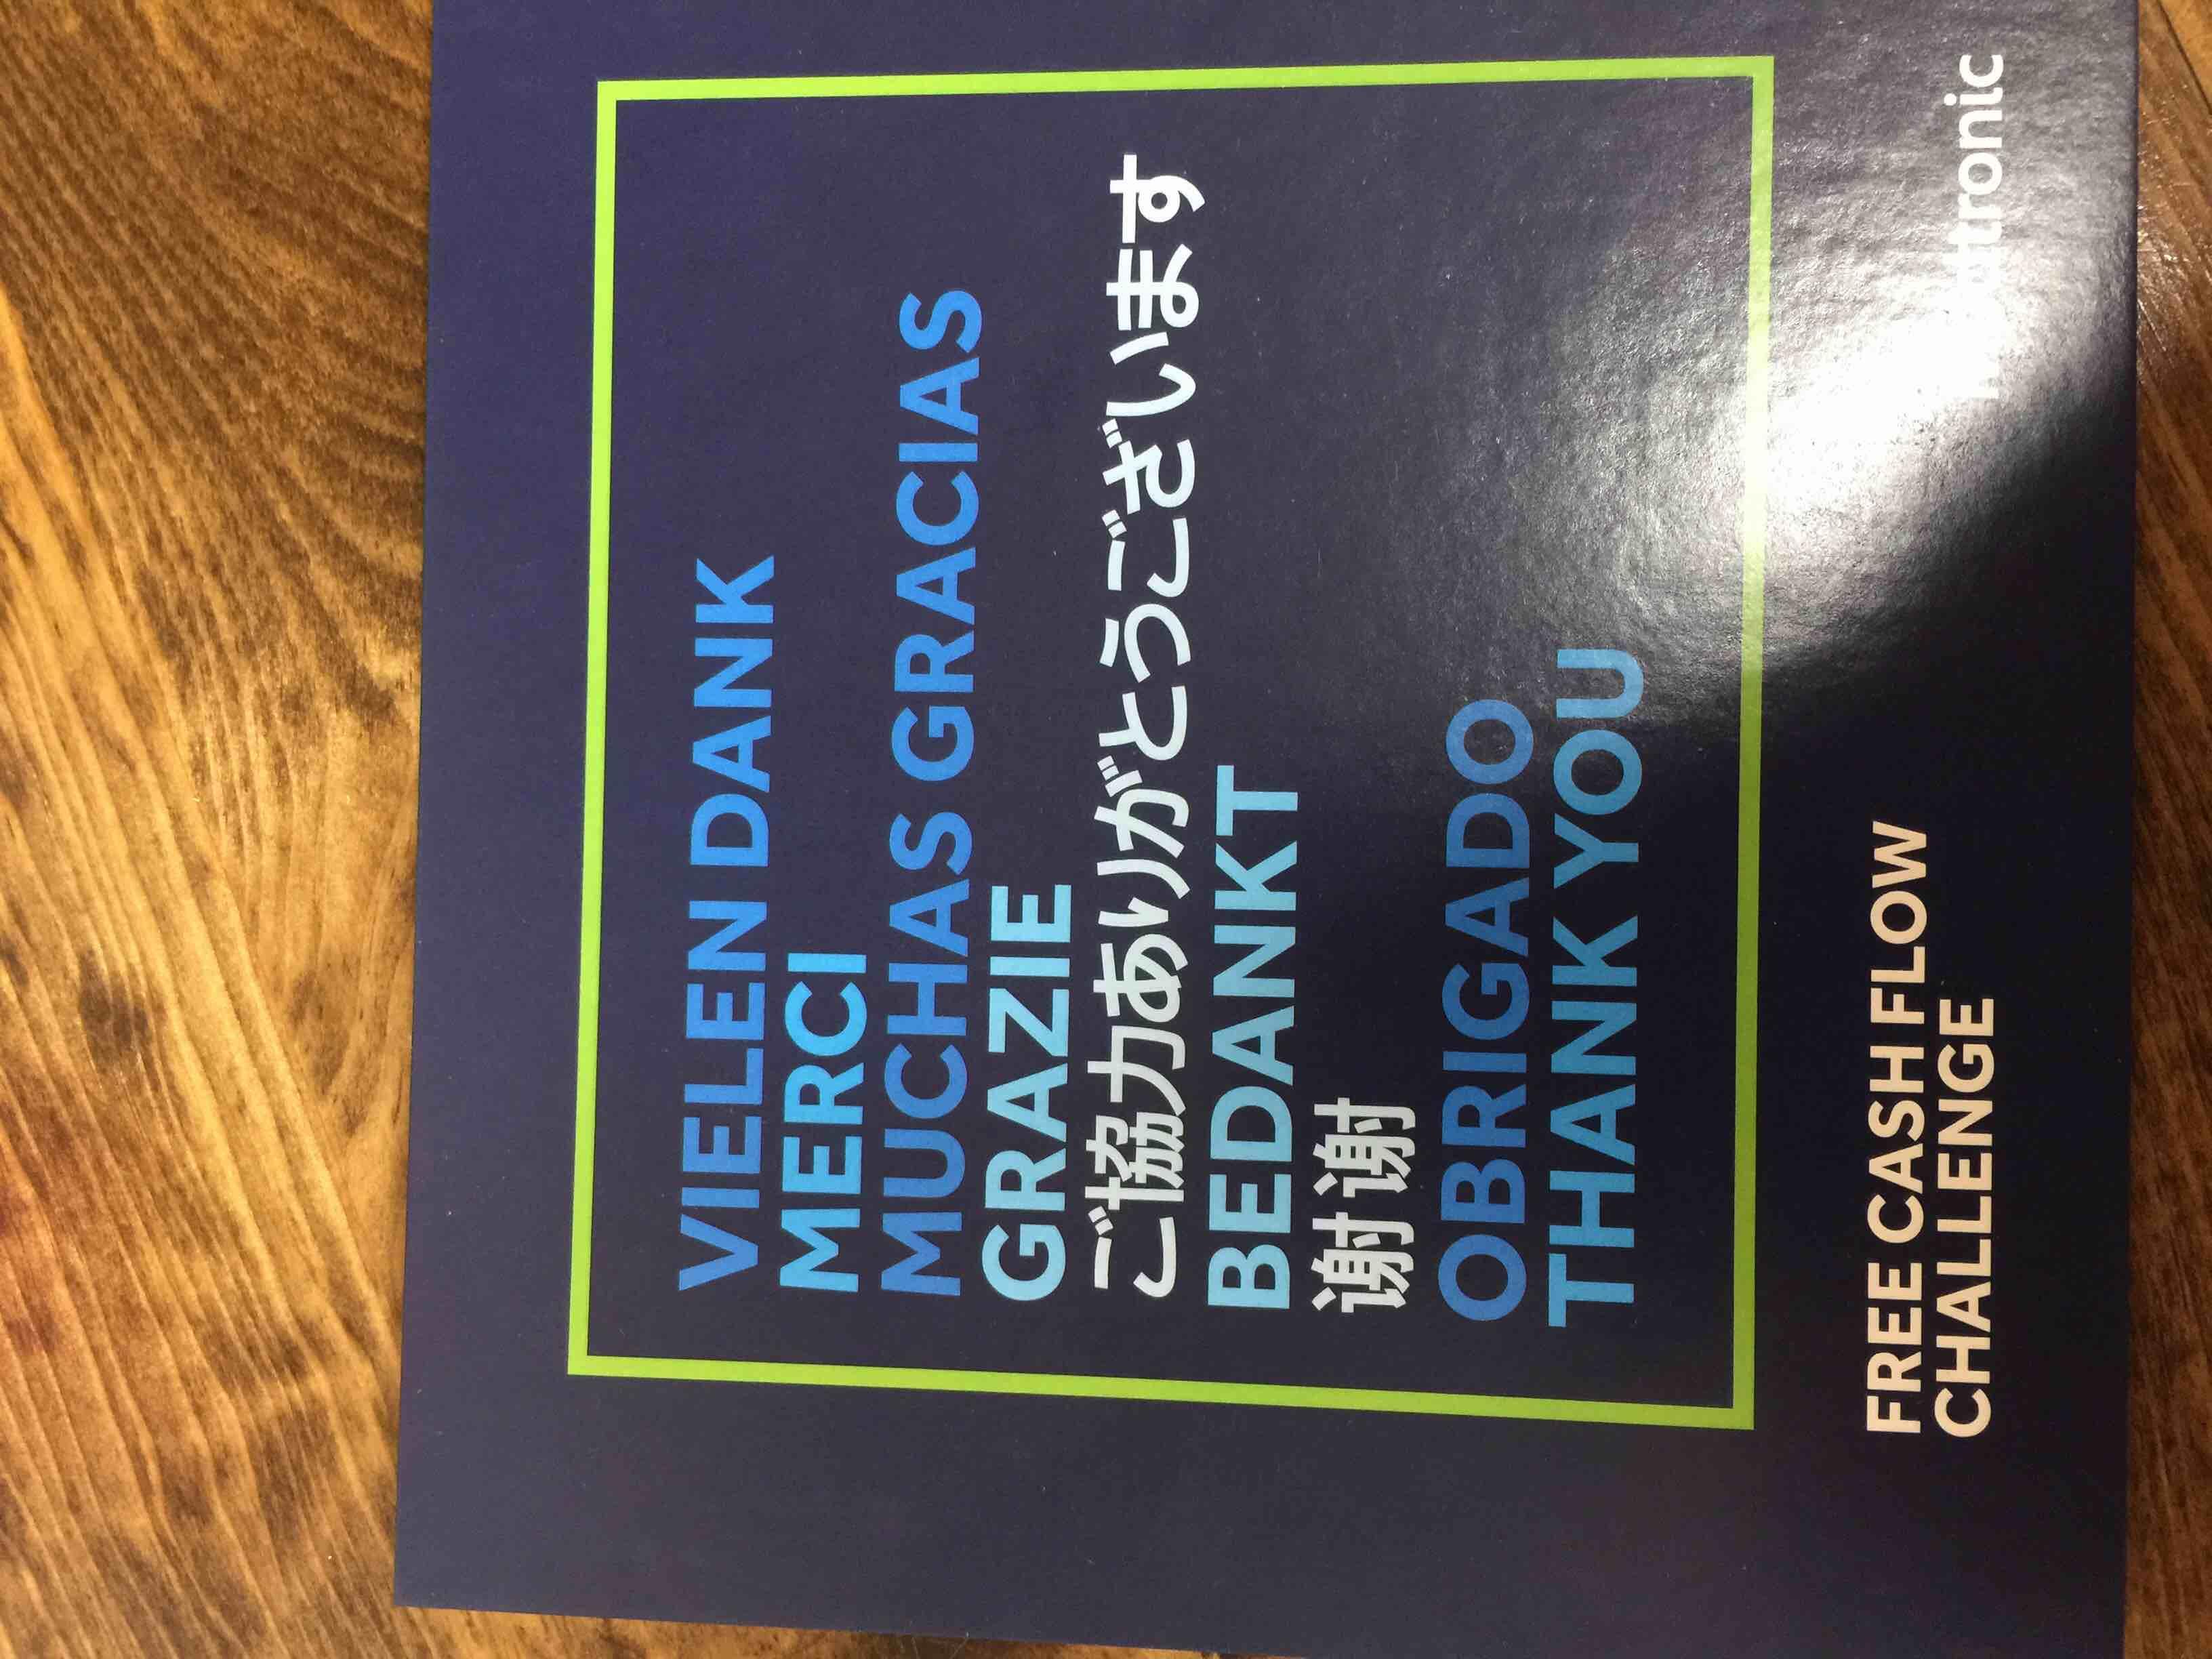 VIELEN DANK
MERCI
MUCHAS GRACIAS
GRAZIE
ご協力ありがとうございます
BEDANKT
谢谢
OBRIGADO
THANK YOU
FREE CASH FLOW
CHALLENGE